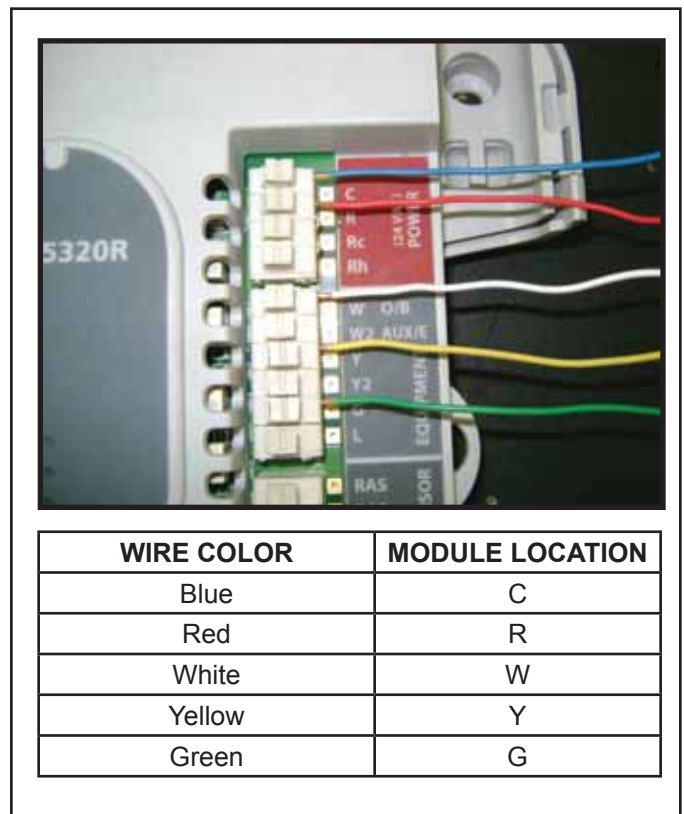 5320R
C
R
Rc
Rh
(24 VAC)
POWER
W O/B
W2 AUX/E
Y
Y2
G
L
EQUIPMENT
RAS
WIRE COLOR MODULE LOCATION
Blue C
Red R
White W
Yellow Y
Green G